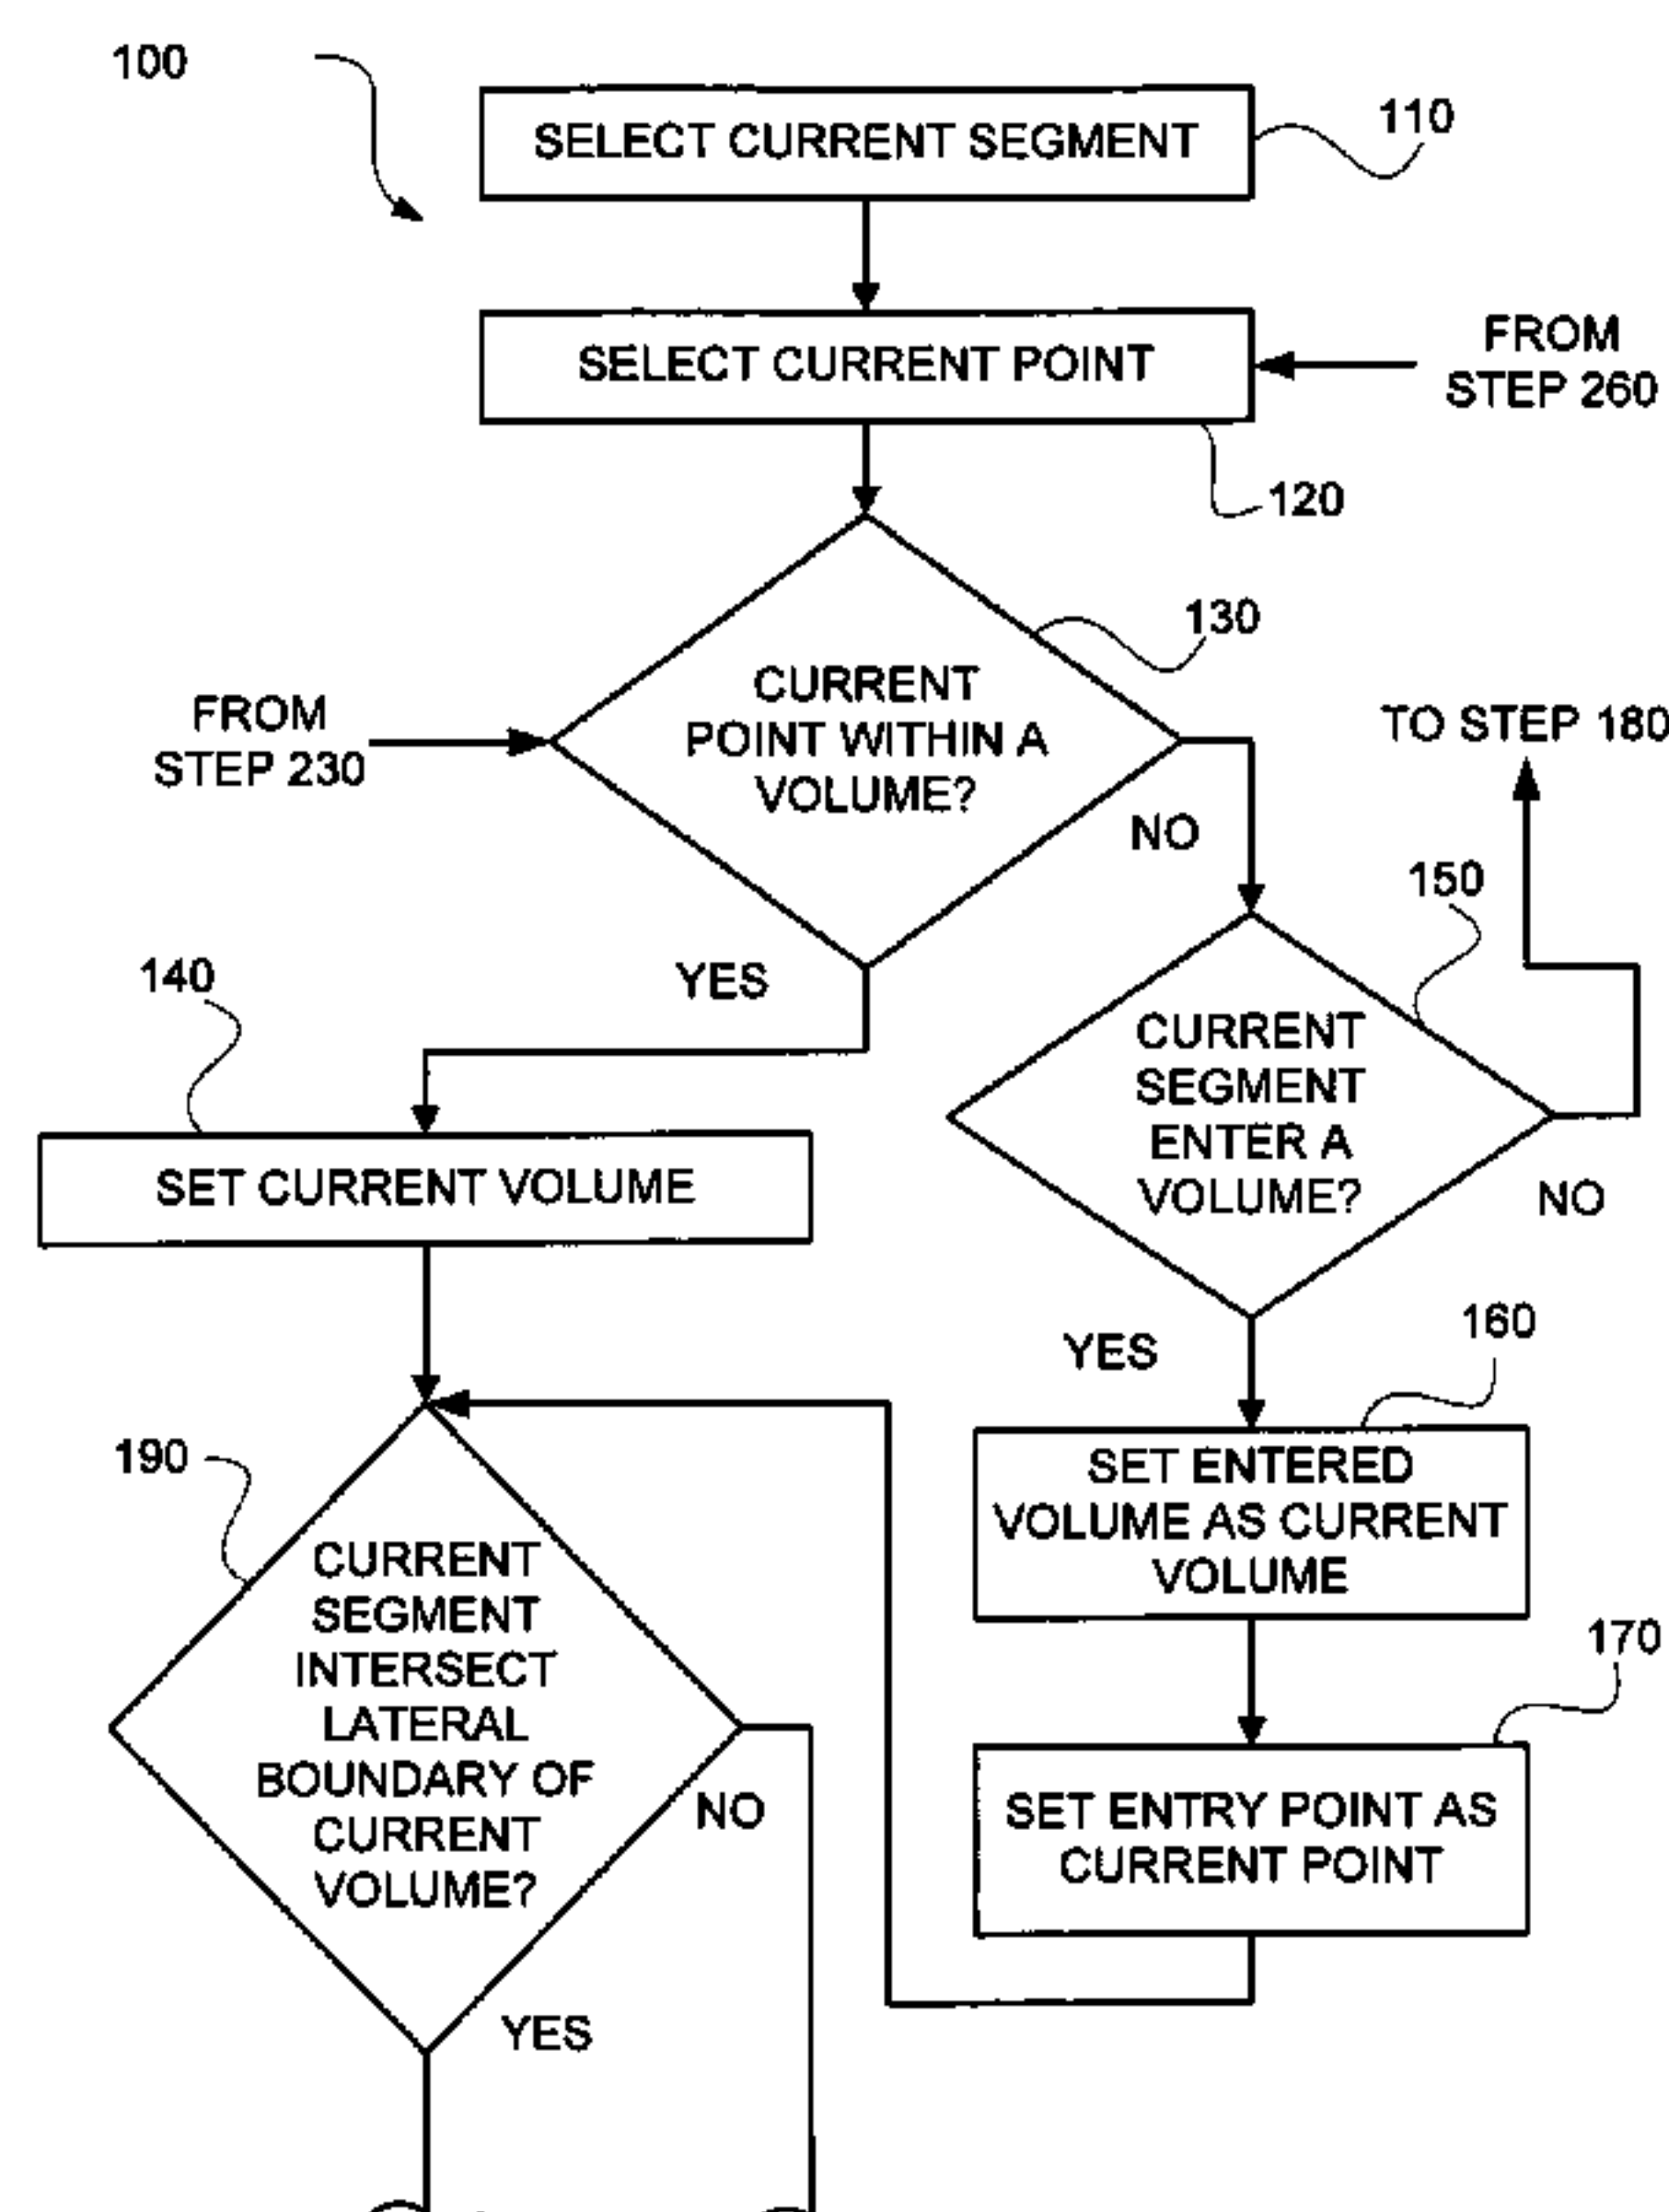 100
SELECT CURRENT SEGMENT
110
SELECT CURRENT POINT
FROM
STEP 260
120
130
CURRENT
POINT WITHIN A
VOLUME?
FROM
STEP 230
TO STEP 180
NO
150
YES
140
CURRENT
SEGMENT
ENTER A
VOLUME?
NO
SET CURRENT VOLUME
160
YES
190
SET ENTERED
VOLUME AS CURRENT
VOLUME
CURRENT
SEGMENT
INTERSECT
LATERAL
BOUNDARY OF
CURRENT
VOLUME?
NO
170
SET ENTRY POINT AS
CURRENT POINT
YES